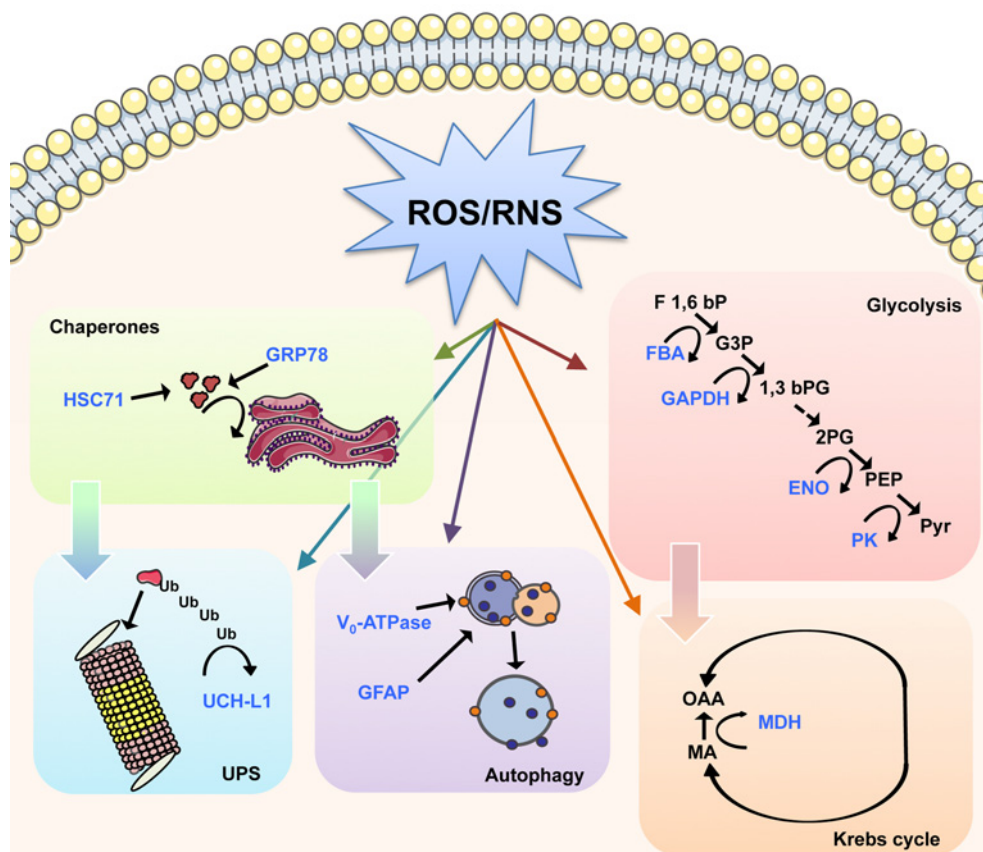 ROS/RNS
Chaperones
GRP78
HSC71
Glycolysis
F 1,6 bP
FBA
G3P
GAPDH
1,3 bPG
2PG
ENO
PEP
PK
Pyr
Ub
Ub
Ub
Ub
UCH-L1
UPS
V₀-ATPase
GFAP
Autophagy
OAA
MDH
MA
Krebs cycle